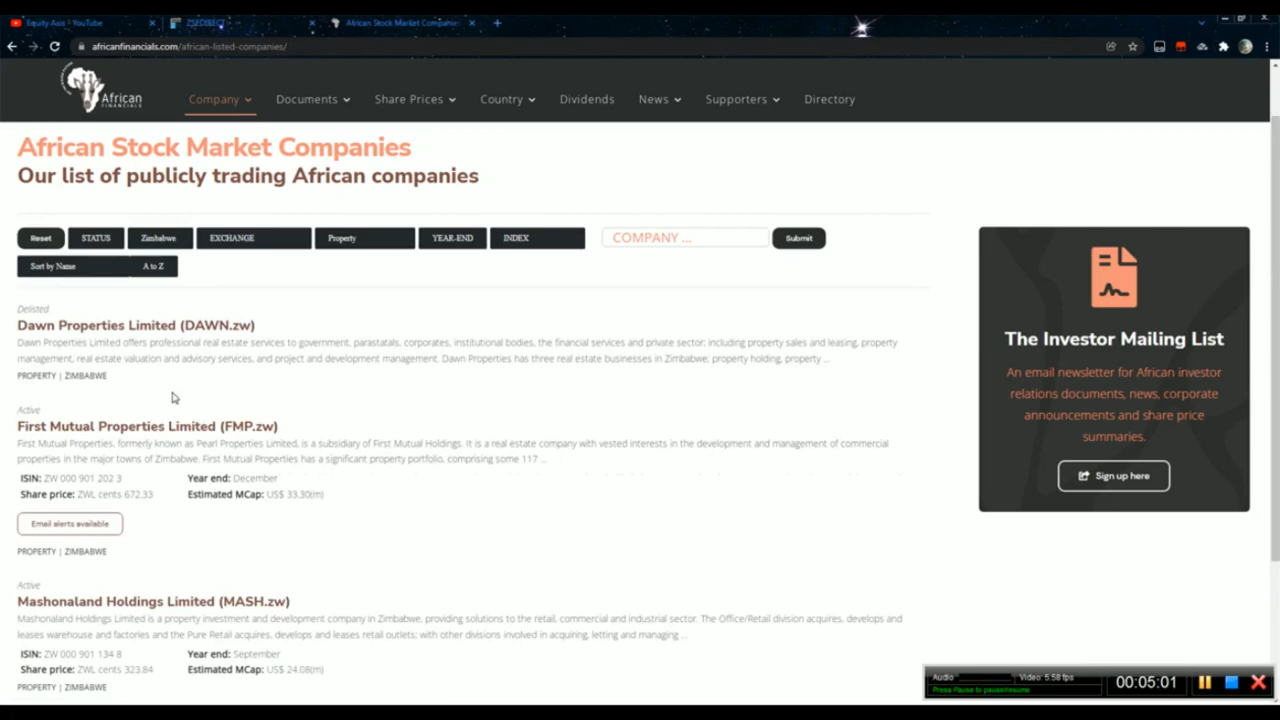 Equity Axis - YouTube
ZSEDIRECT
African Stock Market Companies
africanfinancials.com/african-listed-companies/
African
FINANCIALS
Company
Documents
Share Prices
Country
Dividends
News
Supporters
Directory
African Stock Market Companies
Our list of publicly trading African companies
Reset
STATUS
Zimbabwe
EXCHANGE
Property
YEAR-END
INDEX
COMPANY ...
Submit
Sort by Name
A to Z
Delisted
Dawn Properties Limited (DAWN.zw)
Dawn Properties Limited offers professional real estate services to government, parastatals, corporates, institutional bodies, the financial services and private sector; including property sales and leasing, property
management, real estate valuation and advisory services, and project and development management. Dawn Properties has three real estate businesses in Zimbabwe; property holding, property ...
PROPERTY | ZIMBABWE
Active
First Mutual Properties Limited (FMP.zw)
First Mutual Properties, formerly known as Pearl Properties Limited, is a subsidiary of First Mutual Holdings. It is a real estate company with vested interests in the development and management of commercial
properties in the major towns of Zimbabwe. First Mutual Properties has a significant property portfolio, comprising some 117 ...
ISIN: ZW 000 901 202 3
Year end: December
Share price: ZWL cents 672.33
Estimated MCap: US$ 33.30(m)
Email alerts available
PROPERTY | ZIMBABWE
Active
Mashonaland Holdings Limited (MASH.zw)
Mashonaland Holdings Limited is a property investment and development company in Zimbabwe, providing solutions to the retail, commercial and industrial sector. The Office/Retail division acquires, develops and
leases warehouse and factories and the Pure Retail acquires, develops and leases retail outlets; with other divisions involved in acquiring, letting and managing ...
ISIN: ZW 000 901 134 8
Year end: September
Share price: ZWL cents 323.84
Estimated MCap: US$ 24.08(m)
PROPERTY | ZIMBABWE
The Investor Mailing List
An email newsletter for African investor
relations documents, news, corporate
announcements and share price
summaries.
Sign up here
Audio
Video: 5.58 fps
Press Pause to pause/resume
00:05:01